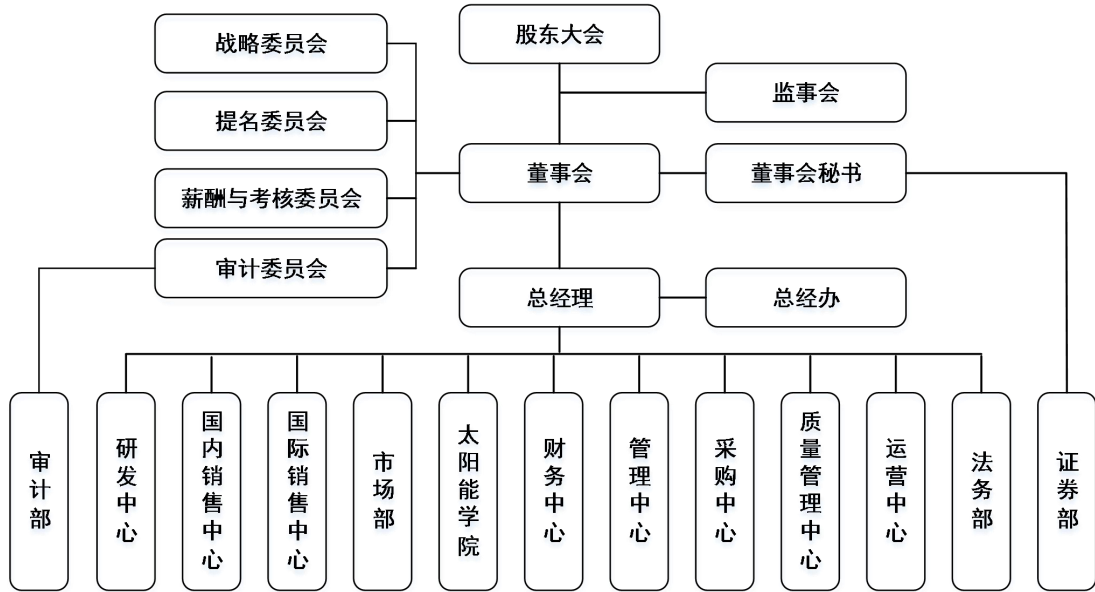 战略委员会
股东大会
提名委员会
监事会
薪酬与考核委员会
董事会
董事会秘书
审计委员会
总经理
总经办
审计部
研发中心
国内销售中心
国际销售中心
市场部
太阳能学院
财务中心
管理中心
采购中心
质量管理中心
运营中心
法务部
证券部